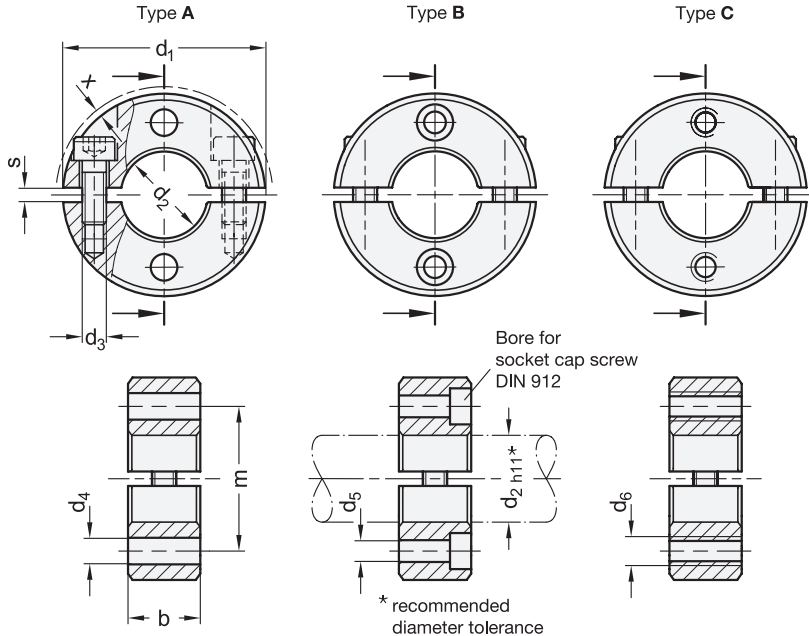 Type A
Type B
Type C
d1
x
s
d2
d3
Bore for
socket cap screw
DIN 912
d4
m
b
d5
d2 h11*
d6
* recommended
diameter tolerance